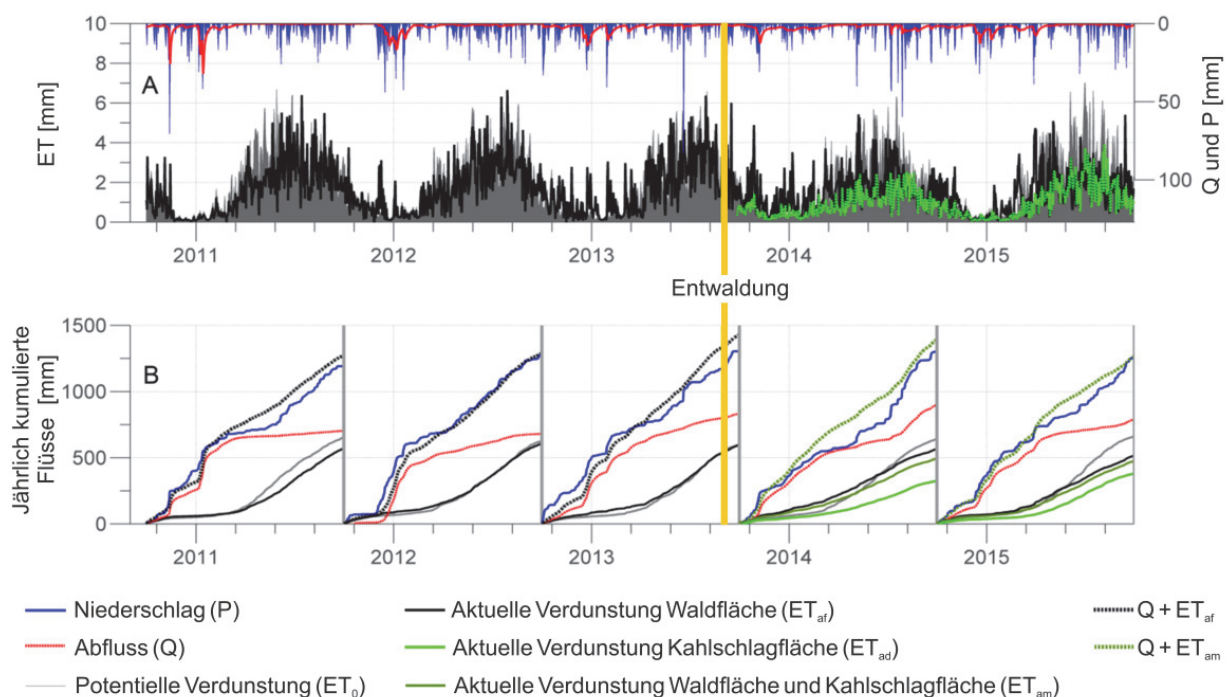 10
8
6
4
2
0
ET [mm]
A
0
50
100
Q und P [mm]
2011 2012 2013 2014 2015
Entwaldung
1500
1000
500
0
Jährlich kumulierte
Flüsse [mm]
B
2011 2012 2013 2014 2015
Niederschlag (P)
Aktuelle Verdunstung Waldfläche (ETaf)
Q + ETaf
Abfluss (Q)
Aktuelle Verdunstung Kahlschlagfläche (ETad)
Q + ETam
Potentielle Verdunstung (ET0)
Aktuelle Verdunstung Waldfläche und Kahlschlagfläche (ETam)